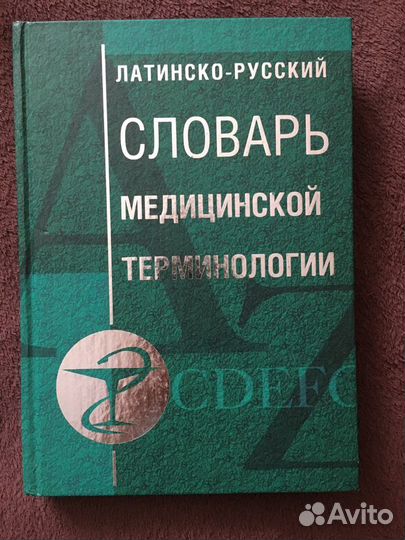 ЛАТИНСКО-РУССКИЙ
СЛОВАРЬ
МЕДИЦИНСКОЙ
ТЕРМИНОЛОГИИ
A
Z
CDEFG
Avito